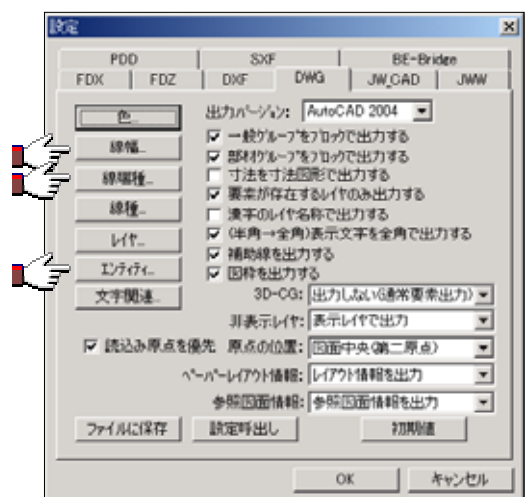 設定
PDD SXF BE-Bridge
FDX FDZ DXF DWG JW_CAD JWW
色...
線幅...
線端種...
線種...
レイヤ...
エンティティ...
文字関連...
出力バージョン: AutoCAD 2004
一般グループをブロックで出力する
部材グループをブロックで出力する
寸法を寸法図形で出力する
要素が存在するレイヤのみ出力する
漢字のレイヤ名称で出力する
(半角→全角)表示文字を全角で出力する
補助線を出力する
図枠を出力する
3D-CG: 出力しない(通常要素出力)
非表示レイヤ: 表示レイヤで出力
読込み原点を優先 原点の位置: 図面中央(第二原点)
ペーパーレイアウト情報: レイアウト情報を出力
参照図面情報: 参照図面情報を出力
ファイルに保存 設定呼出し 初期値
OK キャンセル